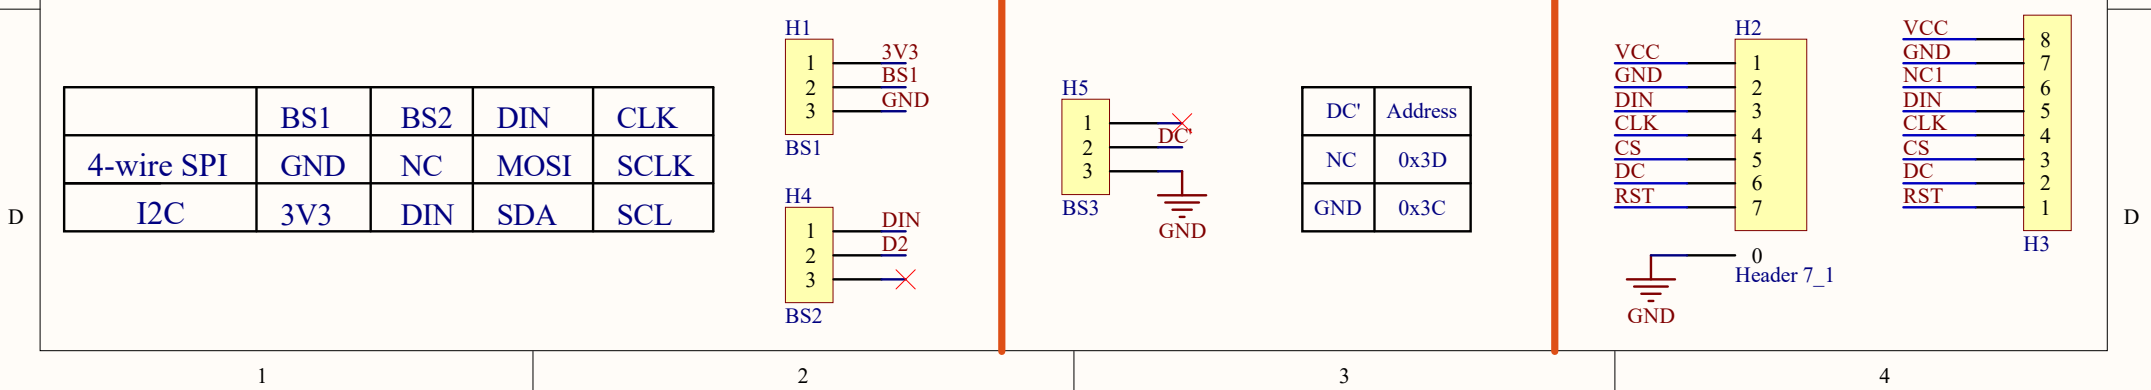 BS1 BS2 DIN CLK
4-wire SPI GND NC MOSI SCLK
I2C 3V3 DIN SDA SCL
H1
1 3V3
2 BS1
3 GND
BS1
H4
1 DIN
2 D2
3
BS2
H5
1
2 DC'
3
BS3
GND
DC' Address
NC 0x3D
GND 0x3C
H2
VCC 1
GND 2
DIN 3
CLK 4
CS 5
DC 6
RST 7
0
Header 7_1
GND
VCC 8
GND 7
NC1 6
DIN 5
CLK 4
CS 3
DC 2
RST 1
H3
D D
1 2 3 4